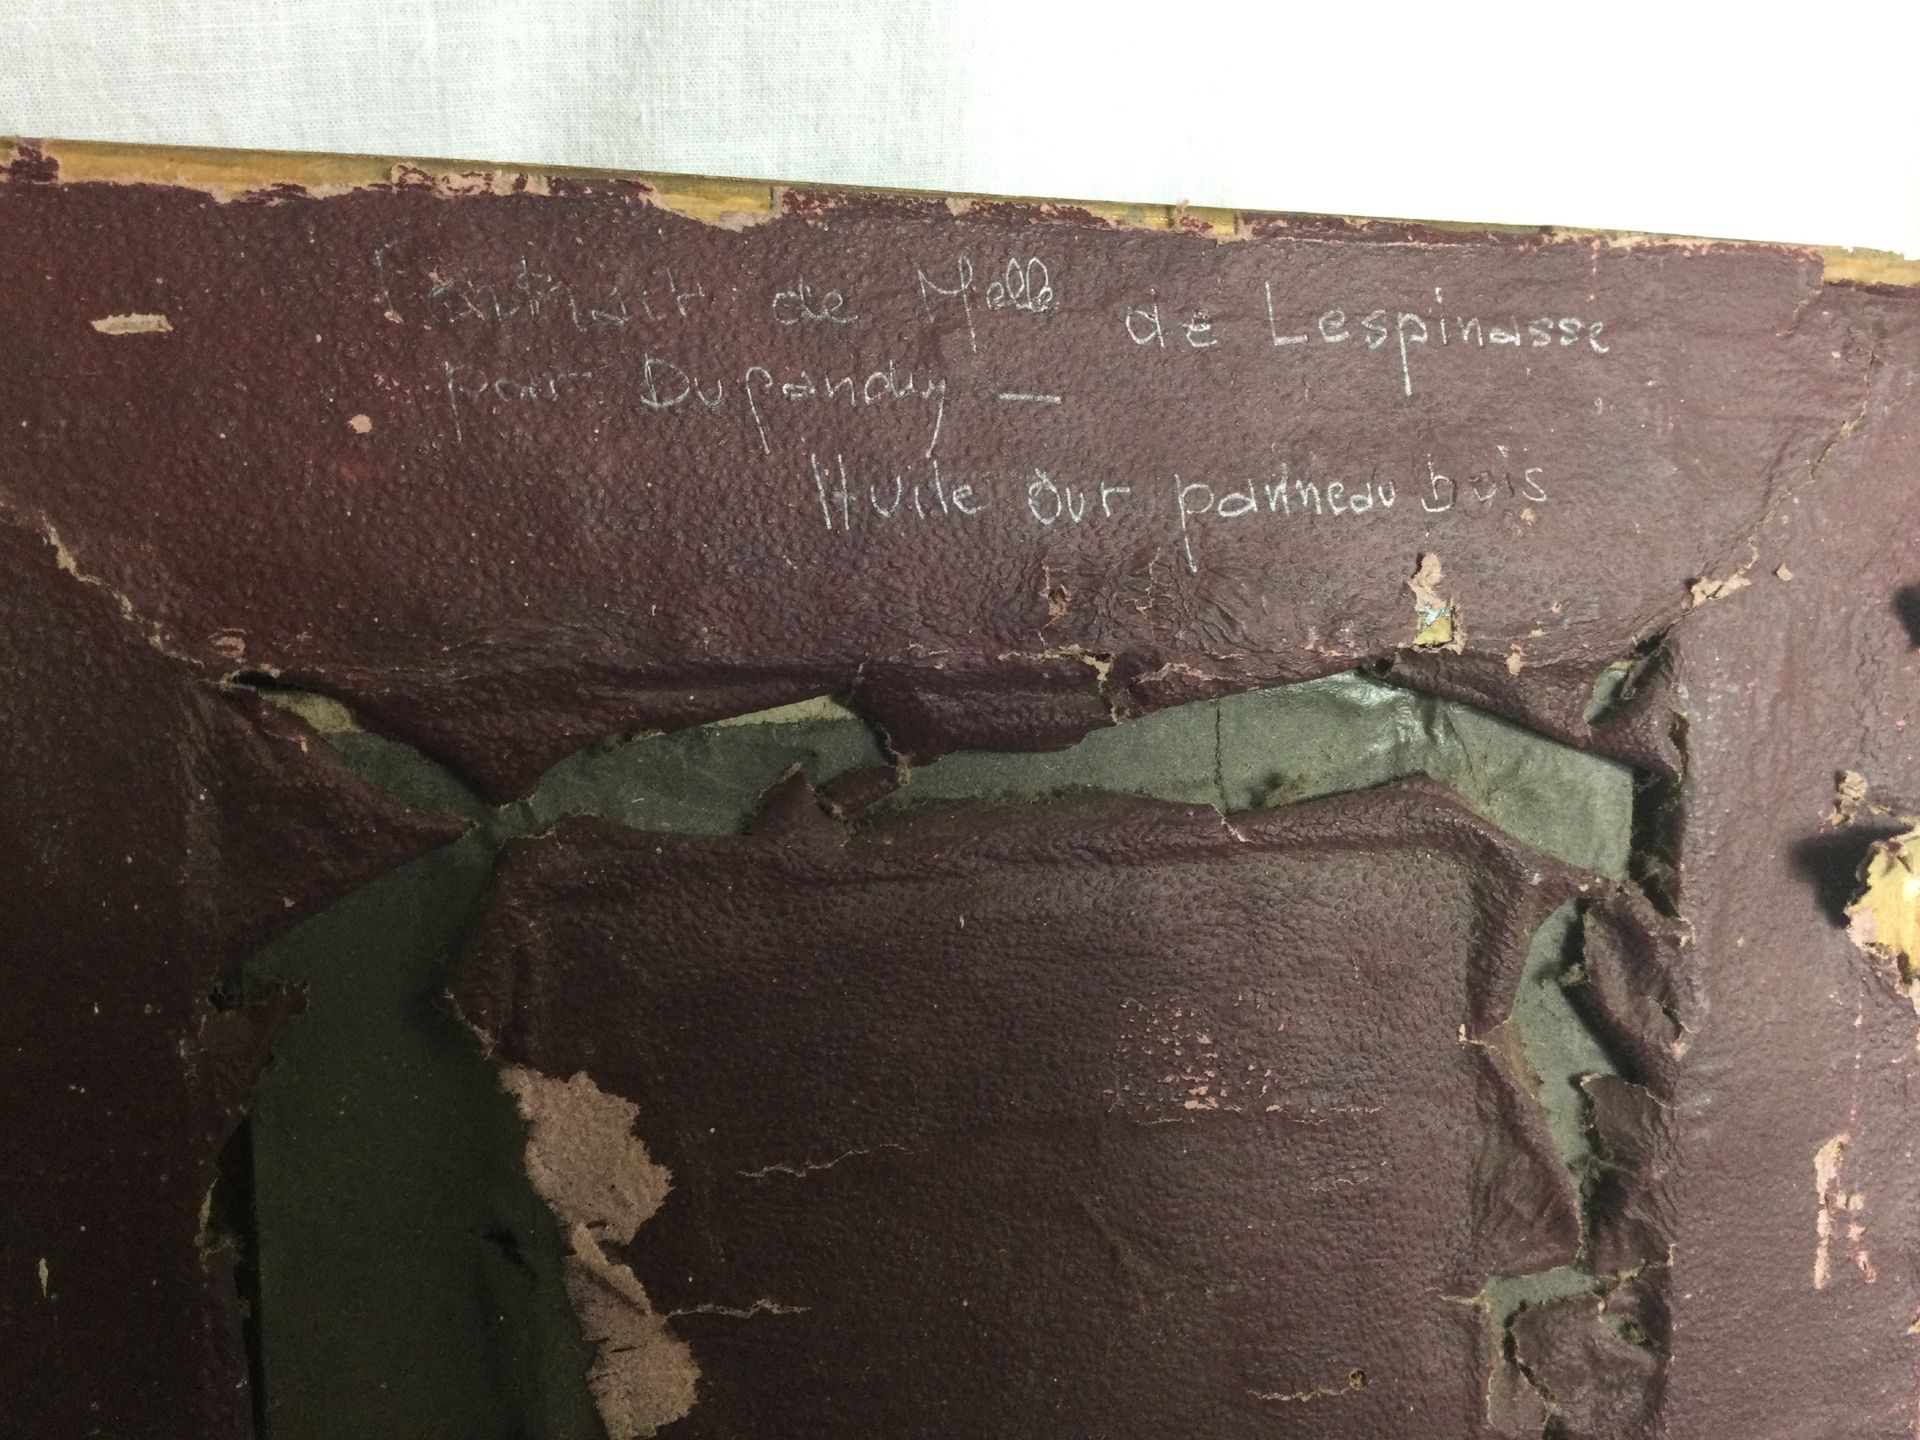 Portrait de Melle de Lespinasse
par Dupandy —
Huile sur panneau bois